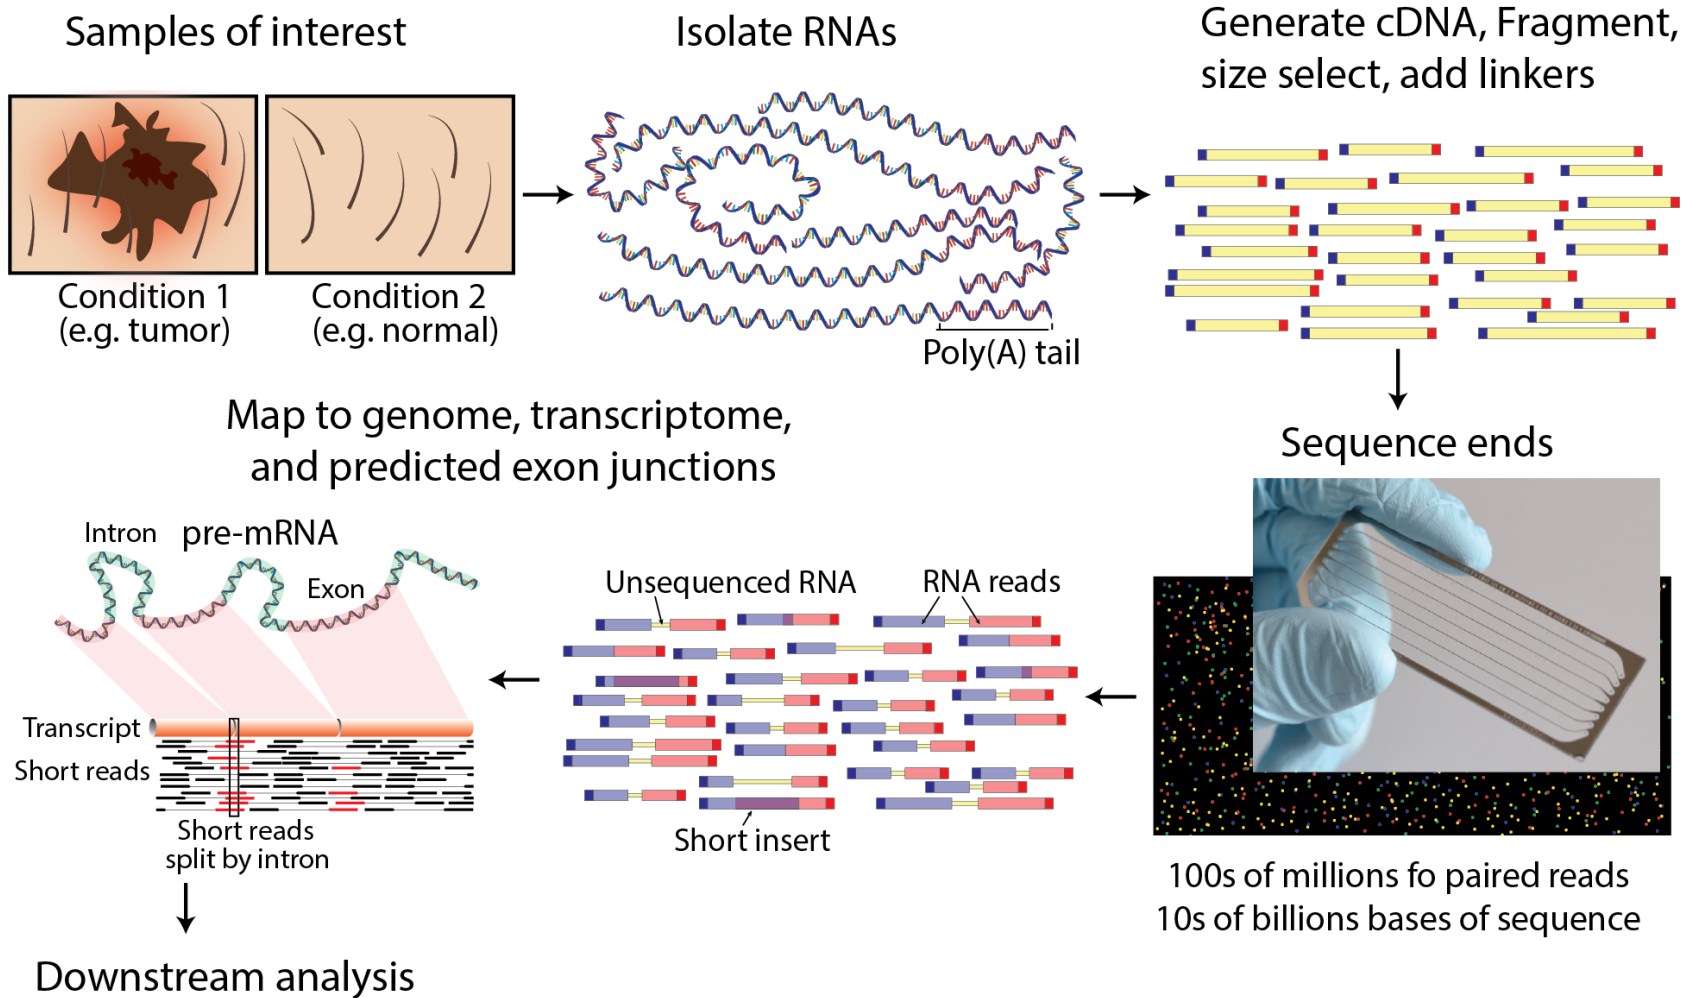 Samples of interest
Condition 1
(e.g. tumor)
Condition 2
(e.g. normal)
Isolate RNAs
Poly(A) tail
Generate cDNA, Fragment,
size select, add linkers
Sequence ends
100s of millions fo paired reads
10s of billions bases of sequence
Unsequenced RNA
RNA reads
Short insert
Map to genome, transcriptome,
and predicted exon junctions
Intron
pre-mRNA
Exon
Transcript
Short reads
Short reads
split by intron
Downstream analysis